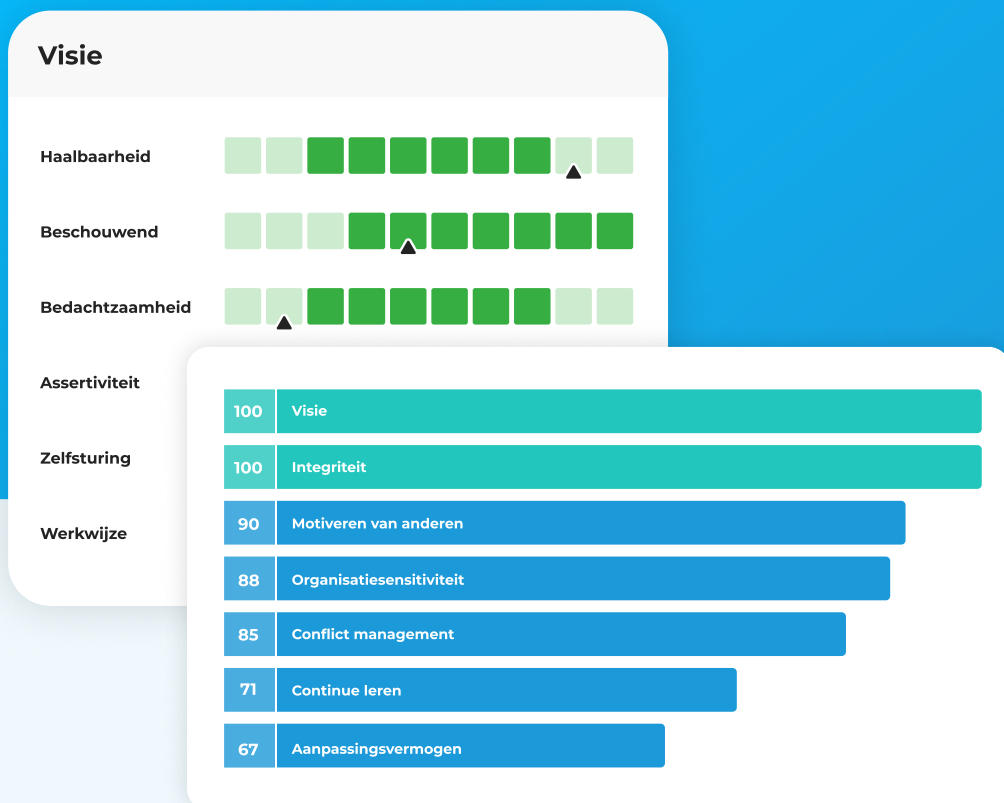 Visie
Haalbaarheid
Beschouwend
Bedachtzaamheid
Assertiviteit
Zelfsturing
Werkwijze
100 Visie
100 Integriteit
90 Motiveren van anderen
88 Organisatiesensitiviteit
85 Conflict management
71 Continue leren
67 Aanpassingsvermogen